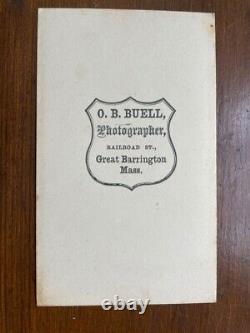 O. B. BUELL,
Photographer,
RAILROAD ST.,
Great Barrington
Mass.